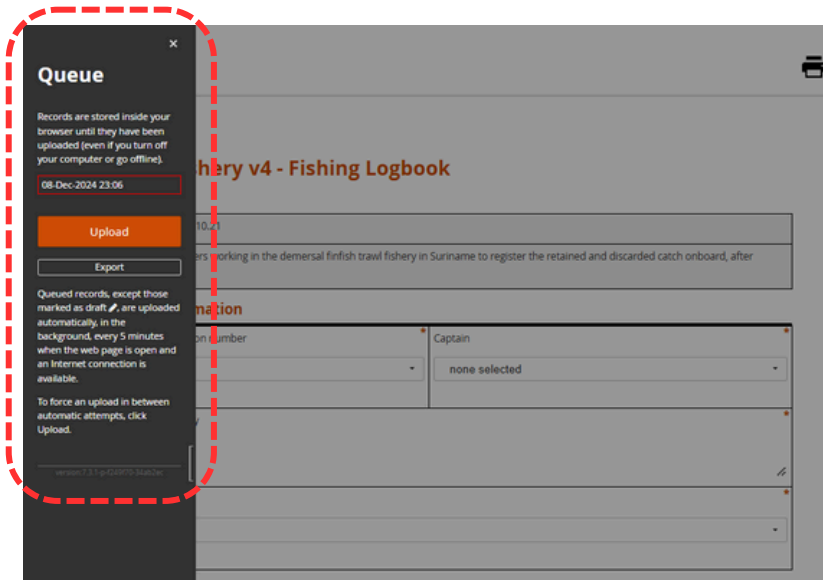 ×
Queue
Records are stored inside your
browser until they have been
uploaded (even if you turn off
your computer or go offline).
08-Dec-2024 23:06
Upload
Export
Queued records, except those
marked as draft , are uploaded
automatically, in the
background, every 5 minutes
when the web page is open and
an Internet connection is
available.
To force an upload in between
automatic attempts, click
Upload.
hery v4 - Fishing Logbook
10.21
ers working in the demersal finfish trawl fishery in Suriname to register the retained and discarded catch onboard, after
mation
on number *
Captain *
none selected
y *
*